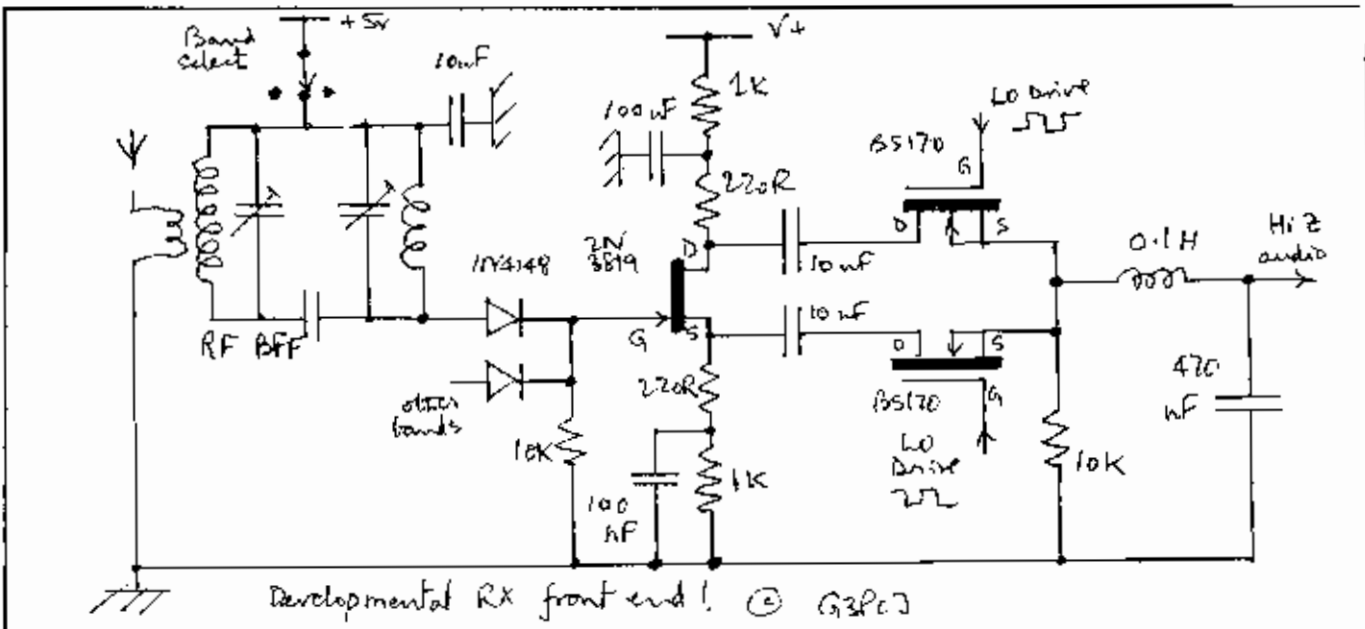 Band
select
+5v
10nF
V+
1K
100nF
220R
LO Drive
BS170
G
D
S
10nF
0.1H
Hi Z
audio
1N4148
2N
3819
D
G
S
10nF
D
S
RF BPF
other
bands
10K
220R
BS170
G
LO
Drive
470
nF
10K
100
nF
1K
Developmental RX front end! © G3PCJ